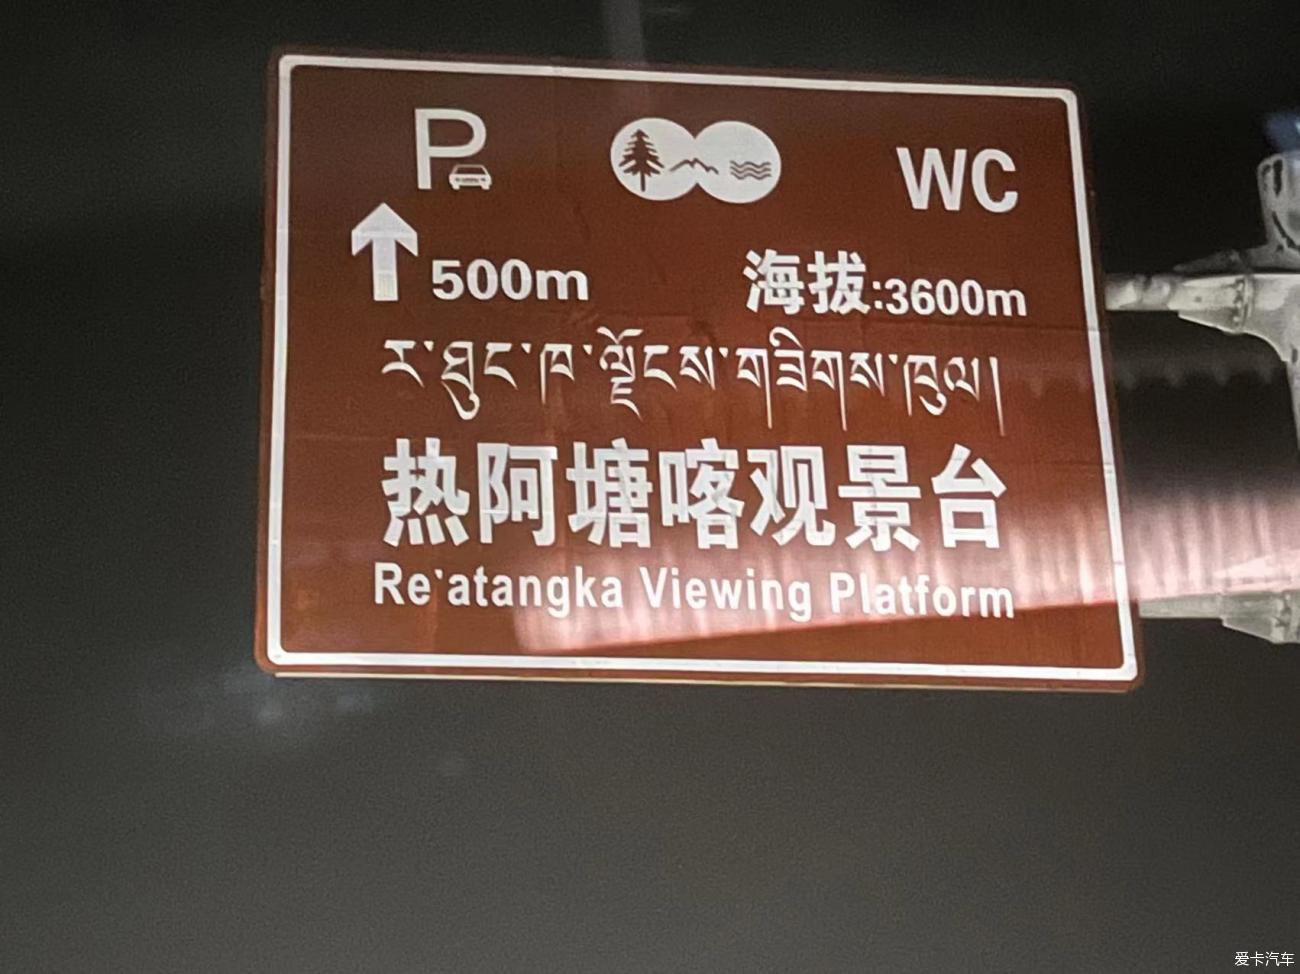 P
WC
500m
海拔:3600m
ར་ཐུང་ཁ་ལྗོངས་གཟིགས་ཁུལ།
热阿塘喀观景台
Re'atangka Viewing Platform
爱卡汽车